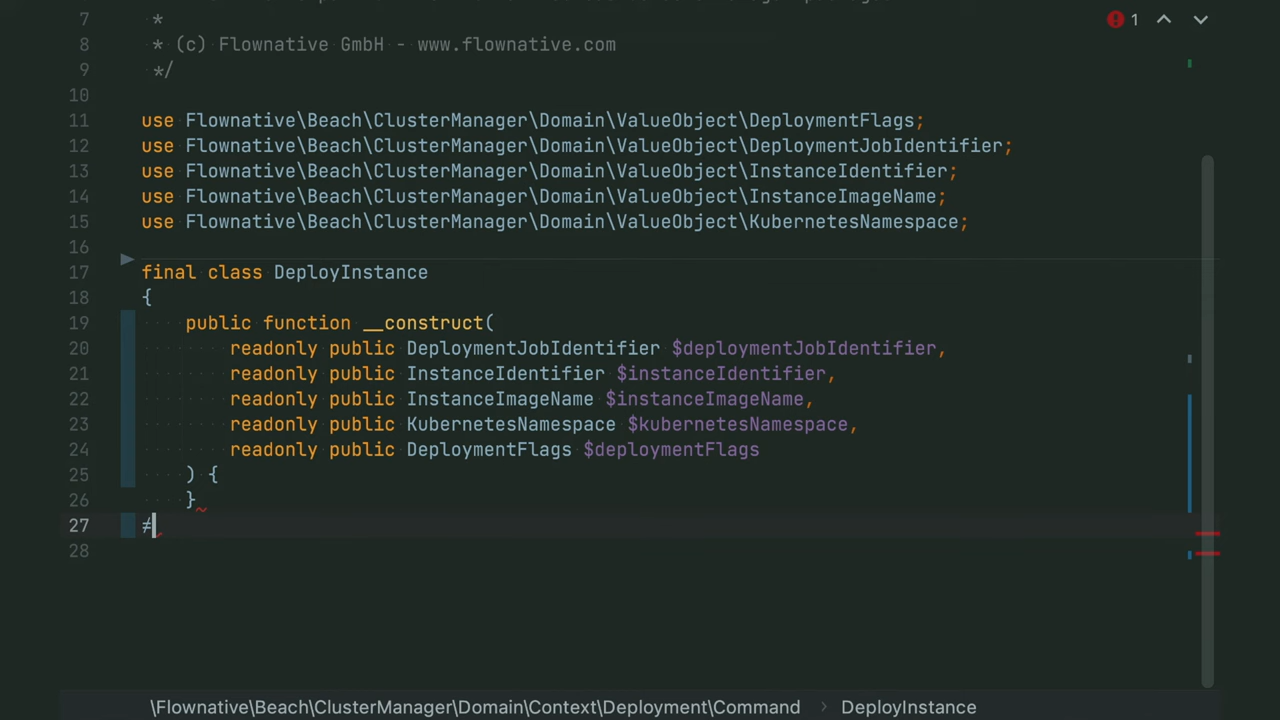 7 *
8 * (c) Flownative GmbH - www.flownative.com
9 */
10
11 use Flownative\Beach\ClusterManager\Domain\ValueObject\DeploymentFlags;
12 use Flownative\Beach\ClusterManager\Domain\ValueObject\DeploymentJobIdentifier;
13 use Flownative\Beach\ClusterManager\Domain\ValueObject\InstanceIdentifier;
14 use Flownative\Beach\ClusterManager\Domain\ValueObject\InstanceImageName;
15 use Flownative\Beach\ClusterManager\Domain\ValueObject\KubernetesNamespace;
16
17 final class DeployInstance
18 {
19 public function __construct(
20 readonly public DeploymentJobIdentifier $deploymentJobIdentifier,
21 readonly public InstanceIdentifier $instanceIdentifier,
22 readonly public InstanceImageName $instanceImageName,
23 readonly public KubernetesNamespace $kubernetesNamespace,
24 readonly public DeploymentFlags $deploymentFlags
25 ) {
26 }
27 ≠
28
1
\Flownative\Beach\ClusterManager\Domain\Context\Deployment\Command › DeployInstance